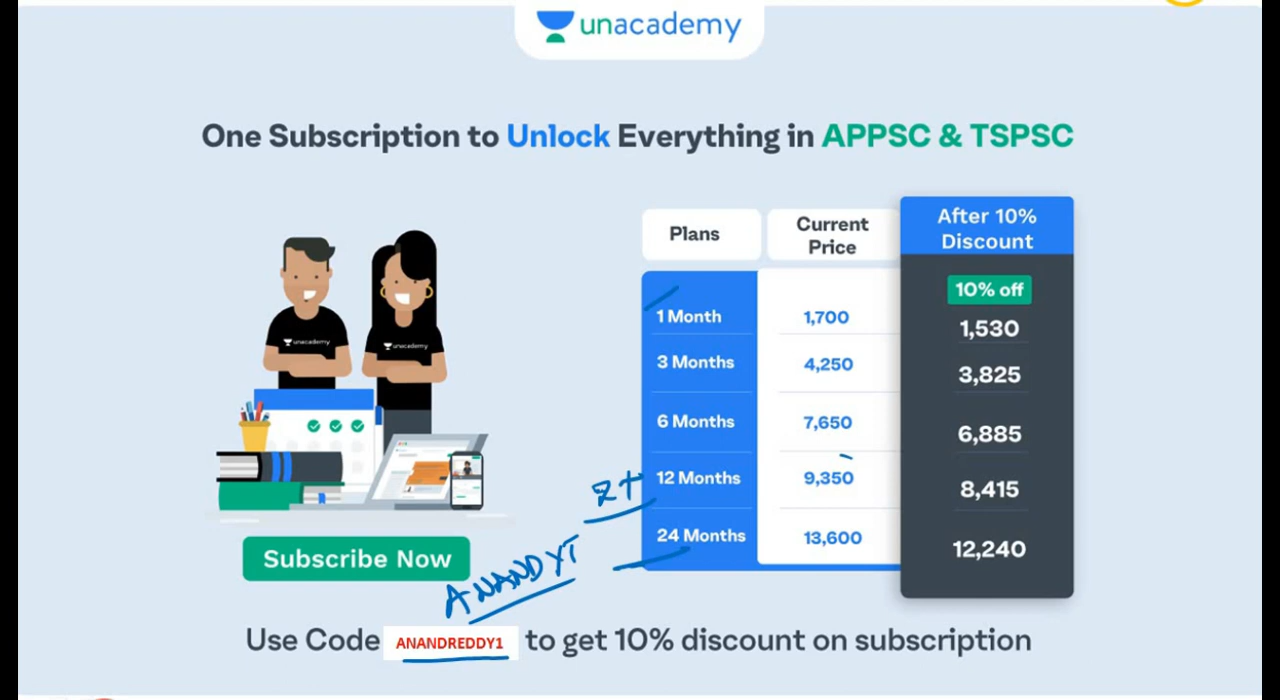 unacademy
One Subscription to Unlock Everything in APPSC & TSPSC
Plans
Current
Price
After 10%
Discount
10% off
1 Month 1,700 1,530
3 Months 4,250 3,825
6 Months 7,650 6,885
12 Months 9,350 8,415
24 Months 13,600 12,240
unacademy
unacademy
ANANDYT
Subscribe Now
Use Code ANANDREDDY1 to get 10% discount on subscription